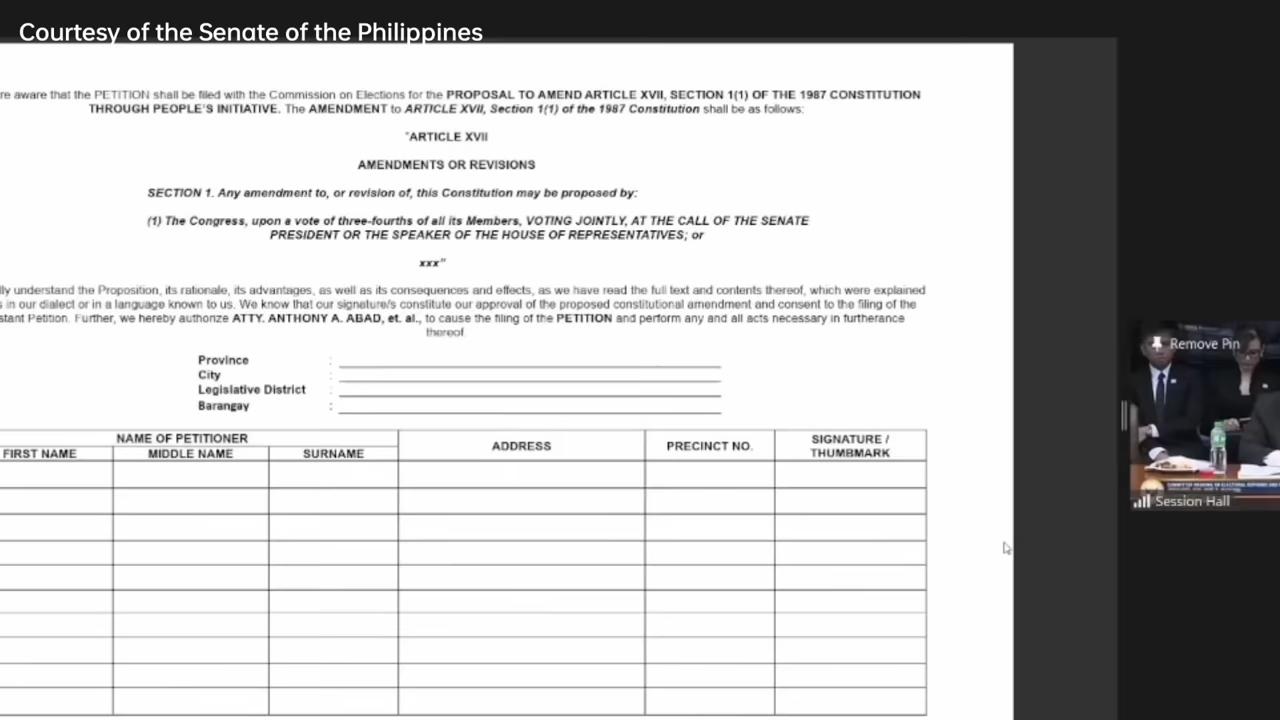 Courtesy of the Senate of the Philippines
re aware that the PETITION shall be filed with the Commission on Elections for the PROPOSAL TO AMEND ARTICLE XVII, SECTION 1(1) OF THE 1987 CONSTITUTION
THROUGH PEOPLE'S INITIATIVE. The AMENDMENT to ARTICLE XVII, Section 1(1) of the 1987 Constitution shall be as follows:
"ARTICLE XVII
AMENDMENTS OR REVISIONS
SECTION 1. Any amendment to, or revision of, this Constitution may be proposed by:
(1) The Congress, upon a vote of three-fourths of all its Members, VOTING JOINTLY, AT THE CALL OF THE SENATE
PRESIDENT OR THE SPEAKER OF THE HOUSE OF REPRESENTATIVES; or
xxx"
lly understand the Proposition, its rationale, its advantages, as well as its consequences and effects, as we have read the full text and contents thereof, which were explained
s in our dialect or in a language known to us. We know that our signature/s constitute our approval of the proposed constitutional amendment and consent to the filing of the
stant Petition. Further, we hereby authorize ATTY. ANTHONY A. ABAD, et. al., to cause the filing of the PETITION and perform any and all acts necessary in furtherance
thereof.
Province :
City :
Legislative District :
Barangay :
NAME OF PETITIONER
FIRST NAME MIDDLE NAME SURNAME ADDRESS PRECINCT NO. SIGNATURE /
THUMBMARK
Remove Pin
Session Hall